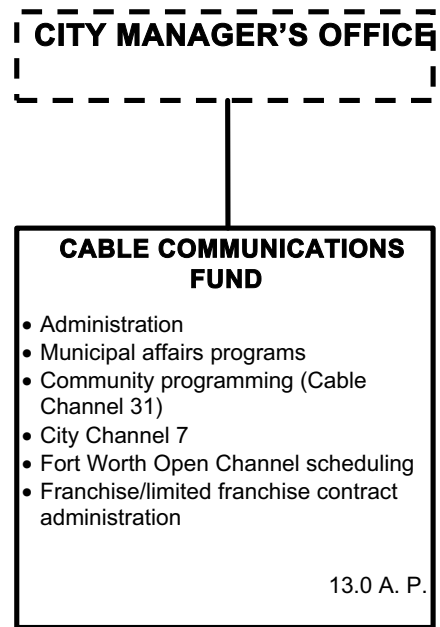 CITY MANAGER’S OFFICE
CABLE COMMUNICATIONS
FUND
• Administration
• Municipal affairs programs
• Community programming (Cable
Channel 31)
• City Channel 7
• Fort Worth Open Channel scheduling
• Franchise/limited franchise contract
administration
13.0 A. P.